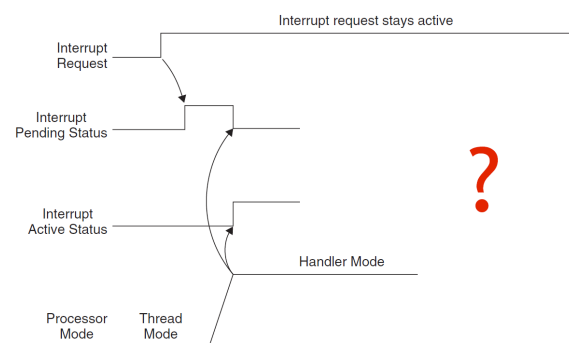 Interrupt request stays active
Interrupt
Request
Interrupt
Pending Status
?
Interrupt
Active Status
Handler Mode
Processor
Mode
Thread
Mode